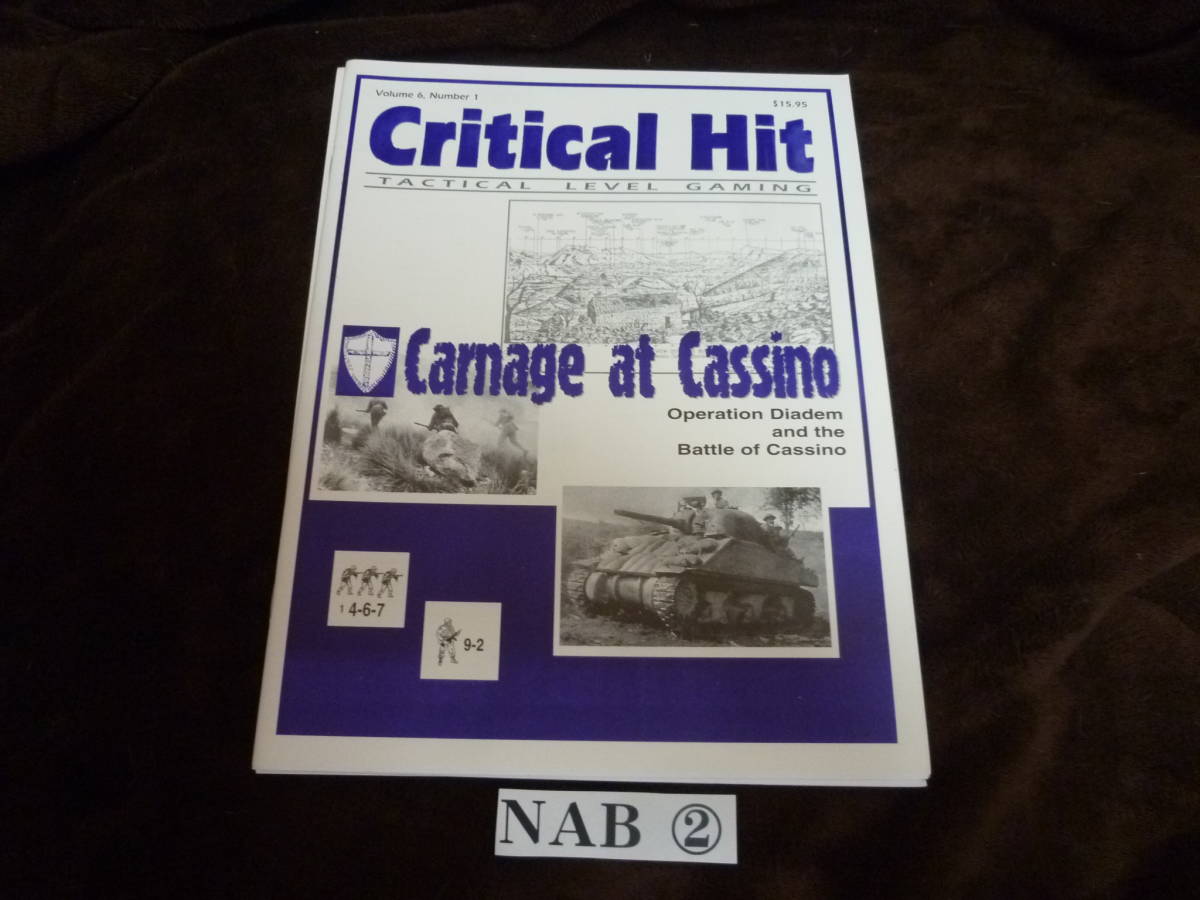 Volume 6, Number 1
$15.95
Critical Hit
TACTICAL LEVEL GAMING
Carnage at Cassino
Operation Diadem
and the
Battle of Cassino
1 4-6-7
9-2
NAB ②